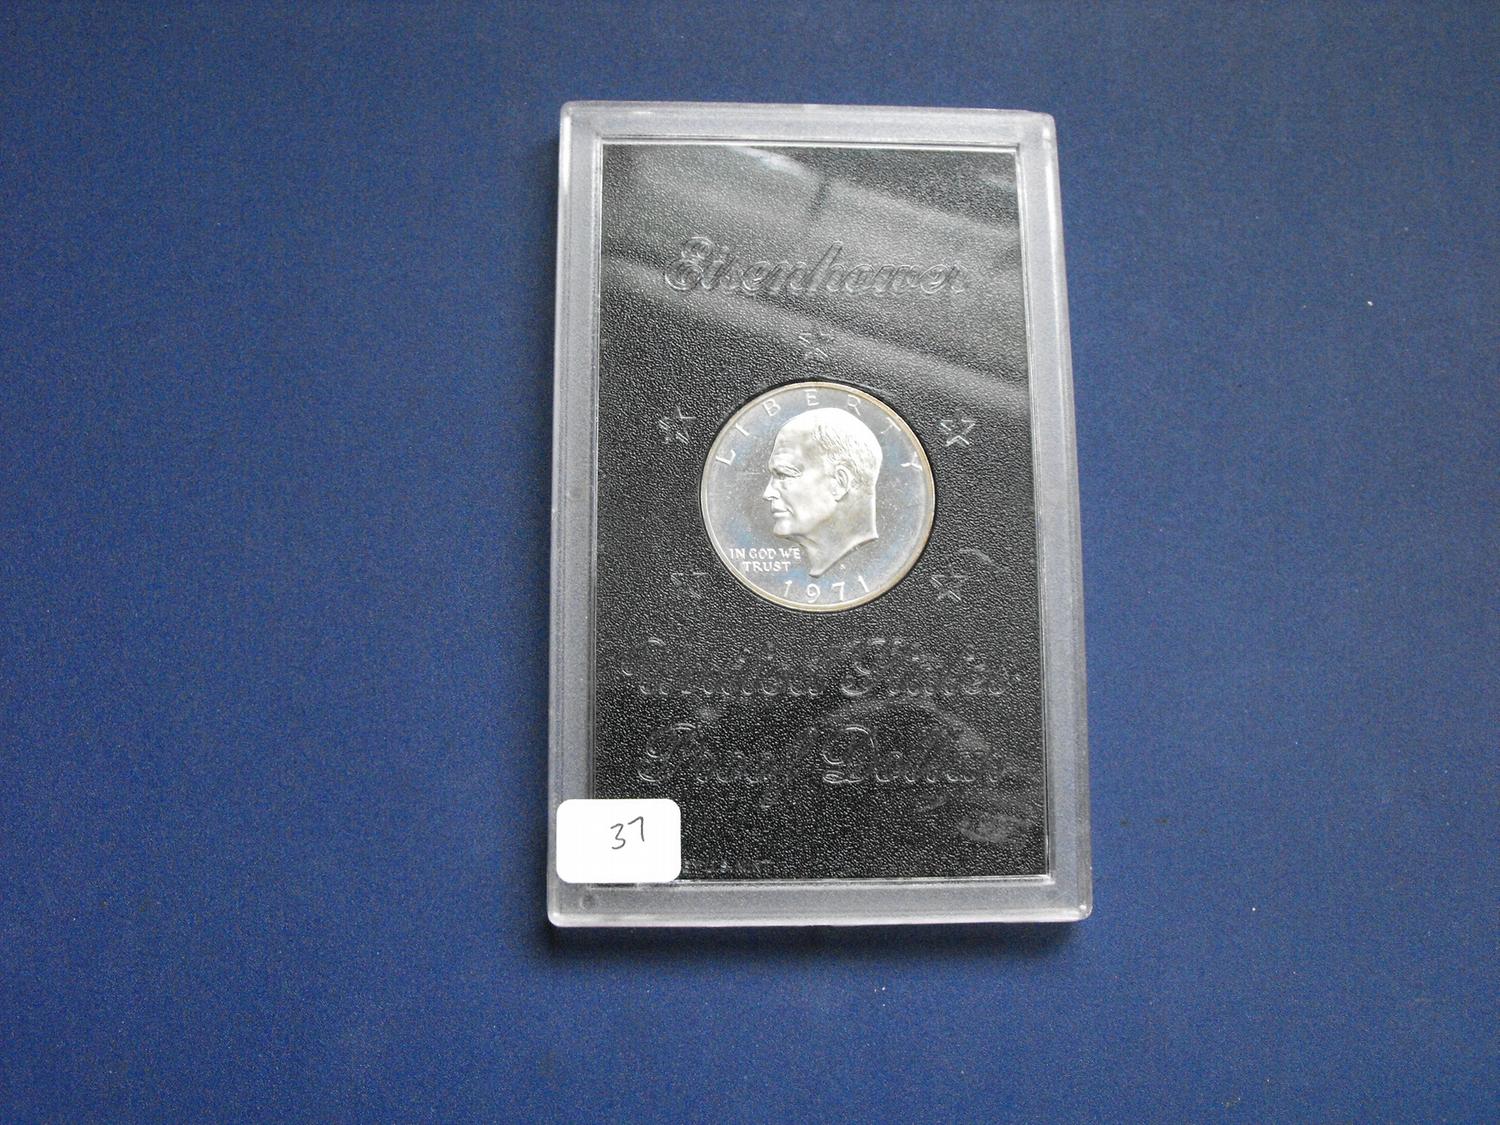 Eisenhower
LIBERTY
IN GOD WE
TRUST
S
1971
United States
Proof Dollar
37